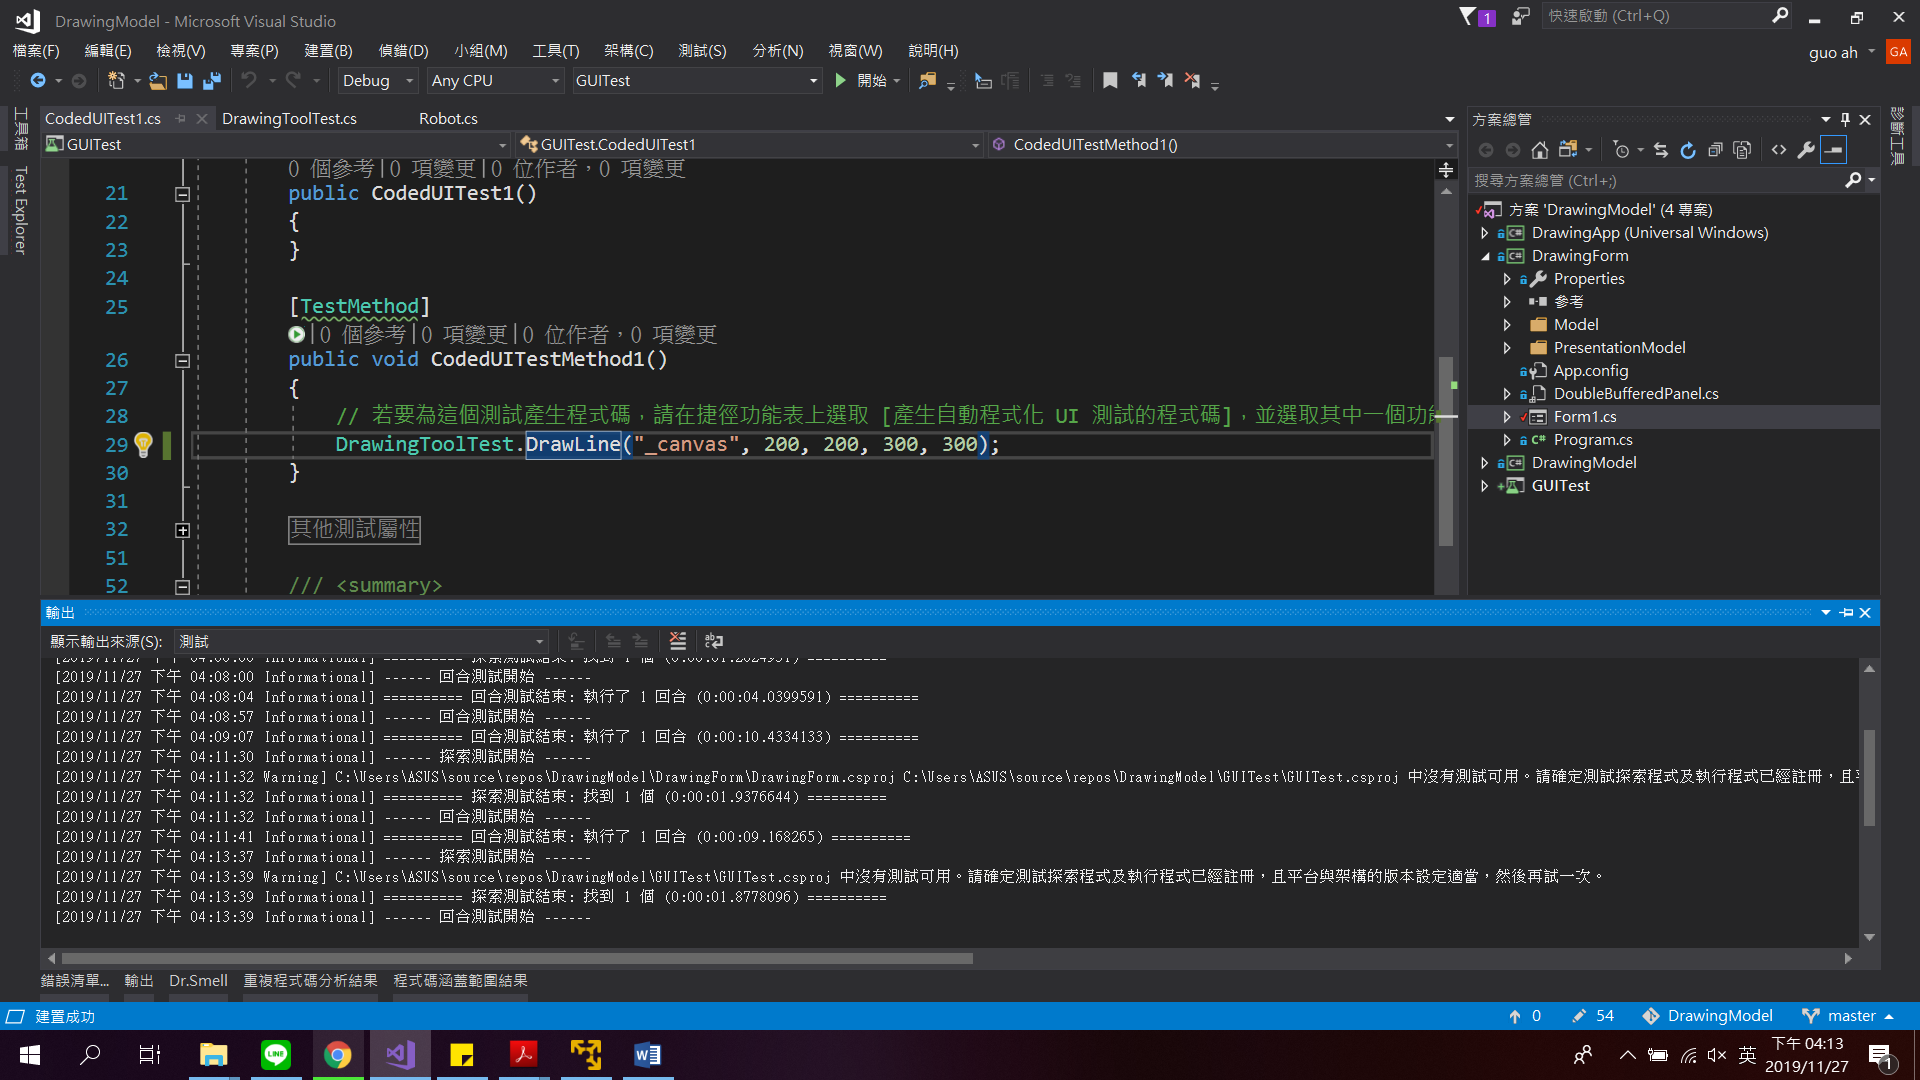 DrawingModel - Microsoft Visual Studio
1
快速啟動 (Ctrl+Q)
檔案(F) 編輯(E) 檢視(V) 專案(P) 建置(B) 偵錯(D) 小組(M) 工具(T) 架構(C) 測試(S) 分析(N) 視窗(W) 說明(H)
guo ah GA
Debug Any CPU GUITest 開始
工具箱
Test Explorer
CodedUITest1.cs DrawingToolTest.cs Robot.cs
GUITest GUITest.CodedUITest1 CodedUITestMethod1()
0 個參考|0 項變更|0 位作者，0 項變更
21 public CodedUITest1()
22 {
23 }
24
25 [TestMethod]
|0 個參考|0 項變更|0 位作者，0 項變更
26 public void CodedUITestMethod1()
27 {
28 // 若要為這個測試產生程式碼，請在捷徑功能表上選取 [產生自動程式化 UI 測試的程式碼]，並選取其中一個功能
29 DrawingToolTest.DrawLine("_canvas", 200, 200, 300, 300);
30 }
31
32 其他測試屬性
51
52 /// <summary>
方案總管
搜尋方案總管 (Ctrl+;)
方案 'DrawingModel' (4 專案)
DrawingApp (Universal Windows)
DrawingForm
Properties
參考
Model
PresentationModel
App.config
DoubleBufferedPanel.cs
Form1.cs
C# Program.cs
DrawingModel
GUITest
診斷工具
輸出
顯示輸出來源(S): 測試
[2019/11/27 下午 04:08:00 Informational] ------ 回合測試開始 ------
[2019/11/27 下午 04:08:04 Informational] ========== 回合測試結束: 執行了 1 回合 (0:00:04.0399591) ==========
[2019/11/27 下午 04:08:57 Informational] ------ 回合測試開始 ------
[2019/11/27 下午 04:09:07 Informational] ========== 回合測試結束: 執行了 1 回合 (0:00:10.4334133) ==========
[2019/11/27 下午 04:11:30 Informational] ------ 探索測試開始 ------
[2019/11/27 下午 04:11:32 Warning] C:\Users\ASUS\source\repos\DrawingModel\DrawingForm\DrawingForm.csproj C:\Users\ASUS\source\repos\DrawingModel\GUITest\GUITest.csproj 中沒有測試可用。請確定測試探索程式及執行程式已經註冊，且平
[2019/11/27 下午 04:11:32 Informational] ========== 探索測試結束: 找到 1 個 (0:00:01.9376644) ==========
[2019/11/27 下午 04:11:32 Informational] ------ 回合測試開始 ------
[2019/11/27 下午 04:11:41 Informational] ========== 回合測試結束: 執行了 1 回合 (0:00:09.168265) ==========
[2019/11/27 下午 04:13:37 Informational] ------ 探索測試開始 ------
[2019/11/27 下午 04:13:39 Warning] C:\Users\ASUS\source\repos\DrawingModel\GUITest\GUITest.csproj 中沒有測試可用。請確定測試探索程式及執行程式已經註冊，且平台與架構的版本設定適當，然後再試一次。
[2019/11/27 下午 04:13:39 Informational] ========== 探索測試結束: 找到 1 個 (0:00:01.8778096) ==========
[2019/11/27 下午 04:13:39 Informational] ------ 回合測試開始 ------
錯誤清單... 輸出 Dr.Smell 重複程式碼分析結果 程式碼涵蓋範圍結果
建置成功 0 54 DrawingModel master
LINE
英 下午 04:13
2019/11/27 1